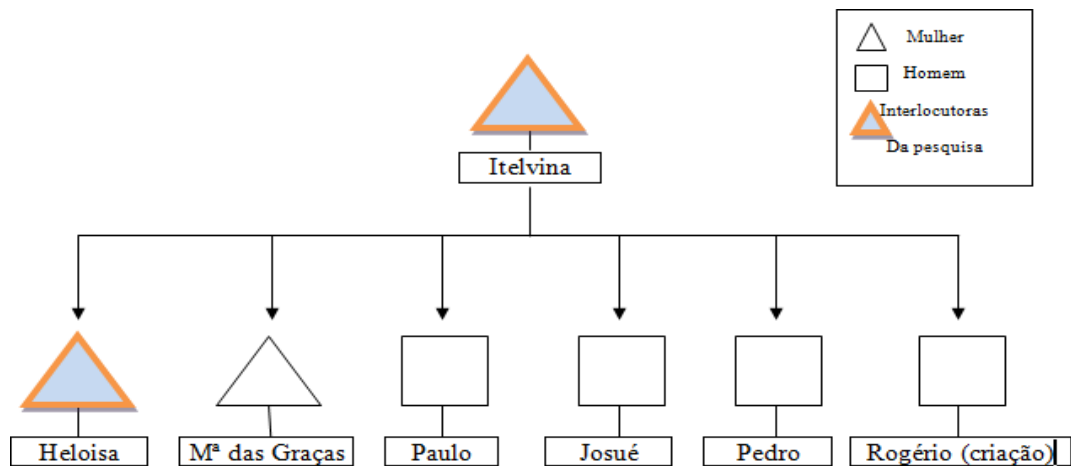 Mulher
Homem
Interlocutoras
Da pesquisa
Itelvina
Heloisa
Mª das Graças
Paulo
Josué
Pedro
Rogério (criação)